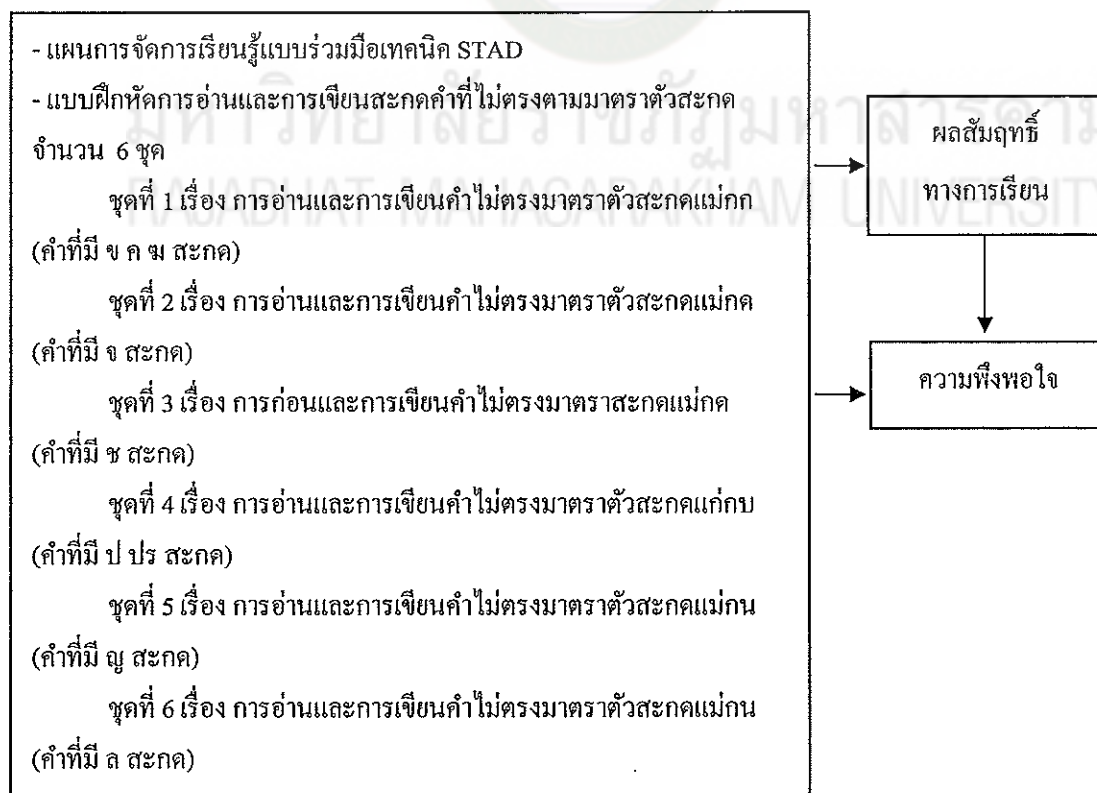 - แผนการจัดการเรียนรู้แบบร่วมมือเทคนิค STAD
- แบบฝึกหัดการอ่านและการเขียนสะกดคำที่ไม่ตรงตามมาตราตัวสะกด
จำนวน 6 ชุด
ชุดที่ 1 เรื่อง การอ่านและการเขียนคำไม่ตรงมาตราตัวสะกดแม่กก
(คำที่มี ข ค ฆ สะกด)
ชุดที่ 2 เรื่อง การอ่านและการเขียนคำไม่ตรงมาตราตัวสะกดแม่กด
(คำที่มี จ สะกด)
ชุดที่ 3 เรื่อง การก่อนและการเขียนคำไม่ตรงมาตราสะกดแม่กด
(คำที่มี ช สะกด)
ชุดที่ 4 เรื่อง การอ่านและการเขียนคำไม่ตรงมาตราตัวสะกดแก่กบ
(คำที่มี ป ปร สะกด)
ชุดที่ 5 เรื่อง การอ่านและการเขียนคำไม่ตรงมาตราตัวสะกดแม่กน
(คำที่มี ญ สะกด)
ชุดที่ 6 เรื่อง การอ่านและการเขียนคำไม่ตรงมาตราตัวสะกดแม่กน
(คำที่มี ล สะกด)
ผลสัมฤทธิ์
ทางการเรียน
ความพึงพอใจ
มหาวิทยาลัยราชภัฏมหาสารคาม
RAJABHAT MAHASARAKHAM UNIVERSITY